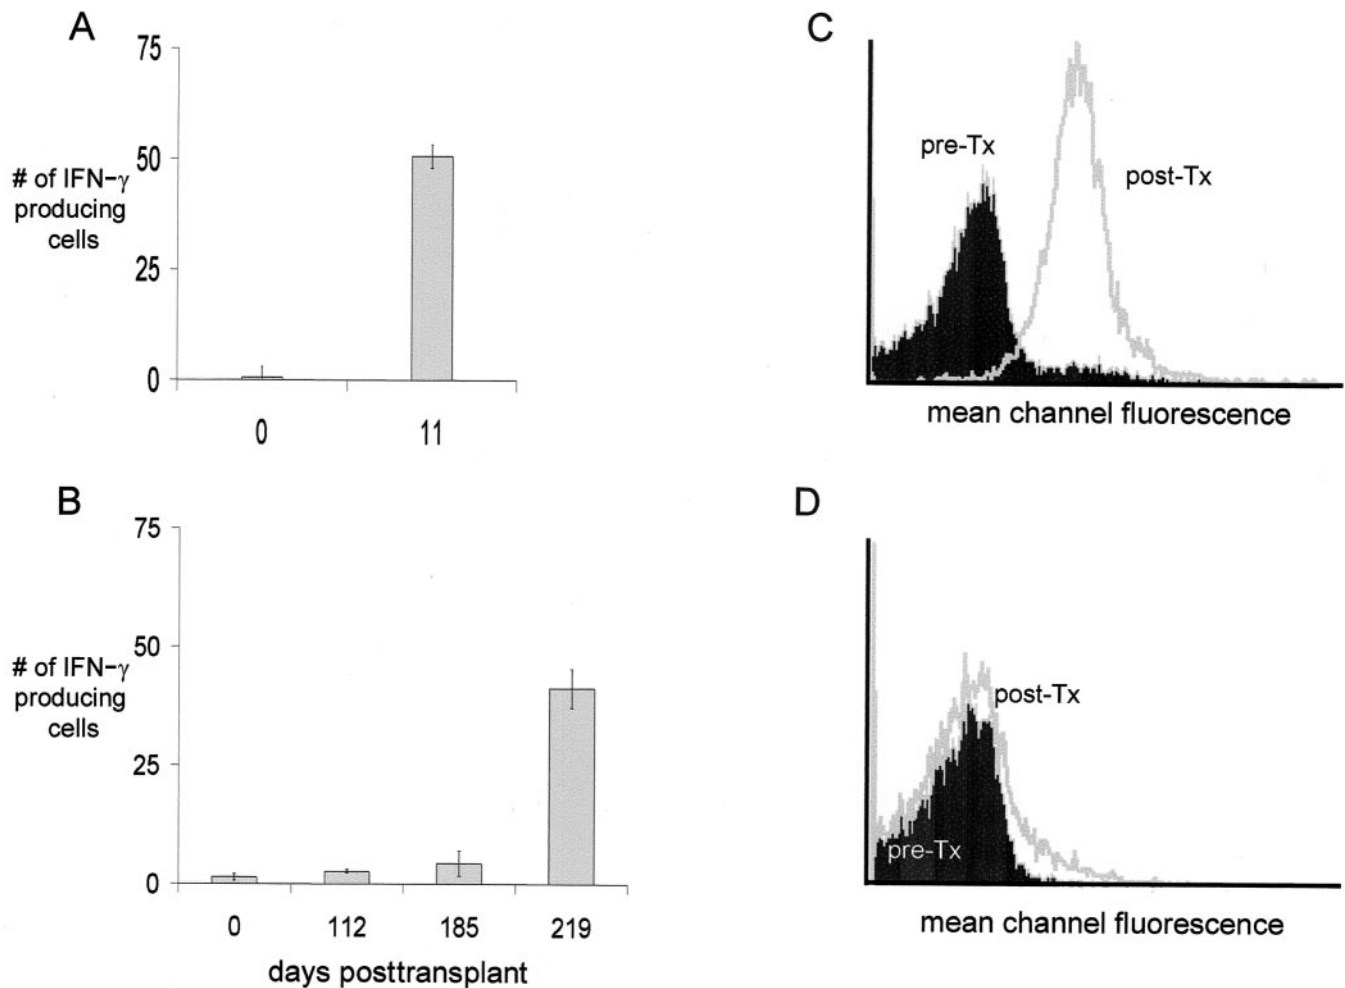 A
75
50
25
0
# of IFN-γ
producing
cells
0 11
B
75
50
25
0
# of IFN-γ
producing
cells
0 112 185 219
days posttransplant
C
pre-Tx
post-Tx
mean channel fluorescence
D
post-Tx
pre-Tx
mean channel fluorescence